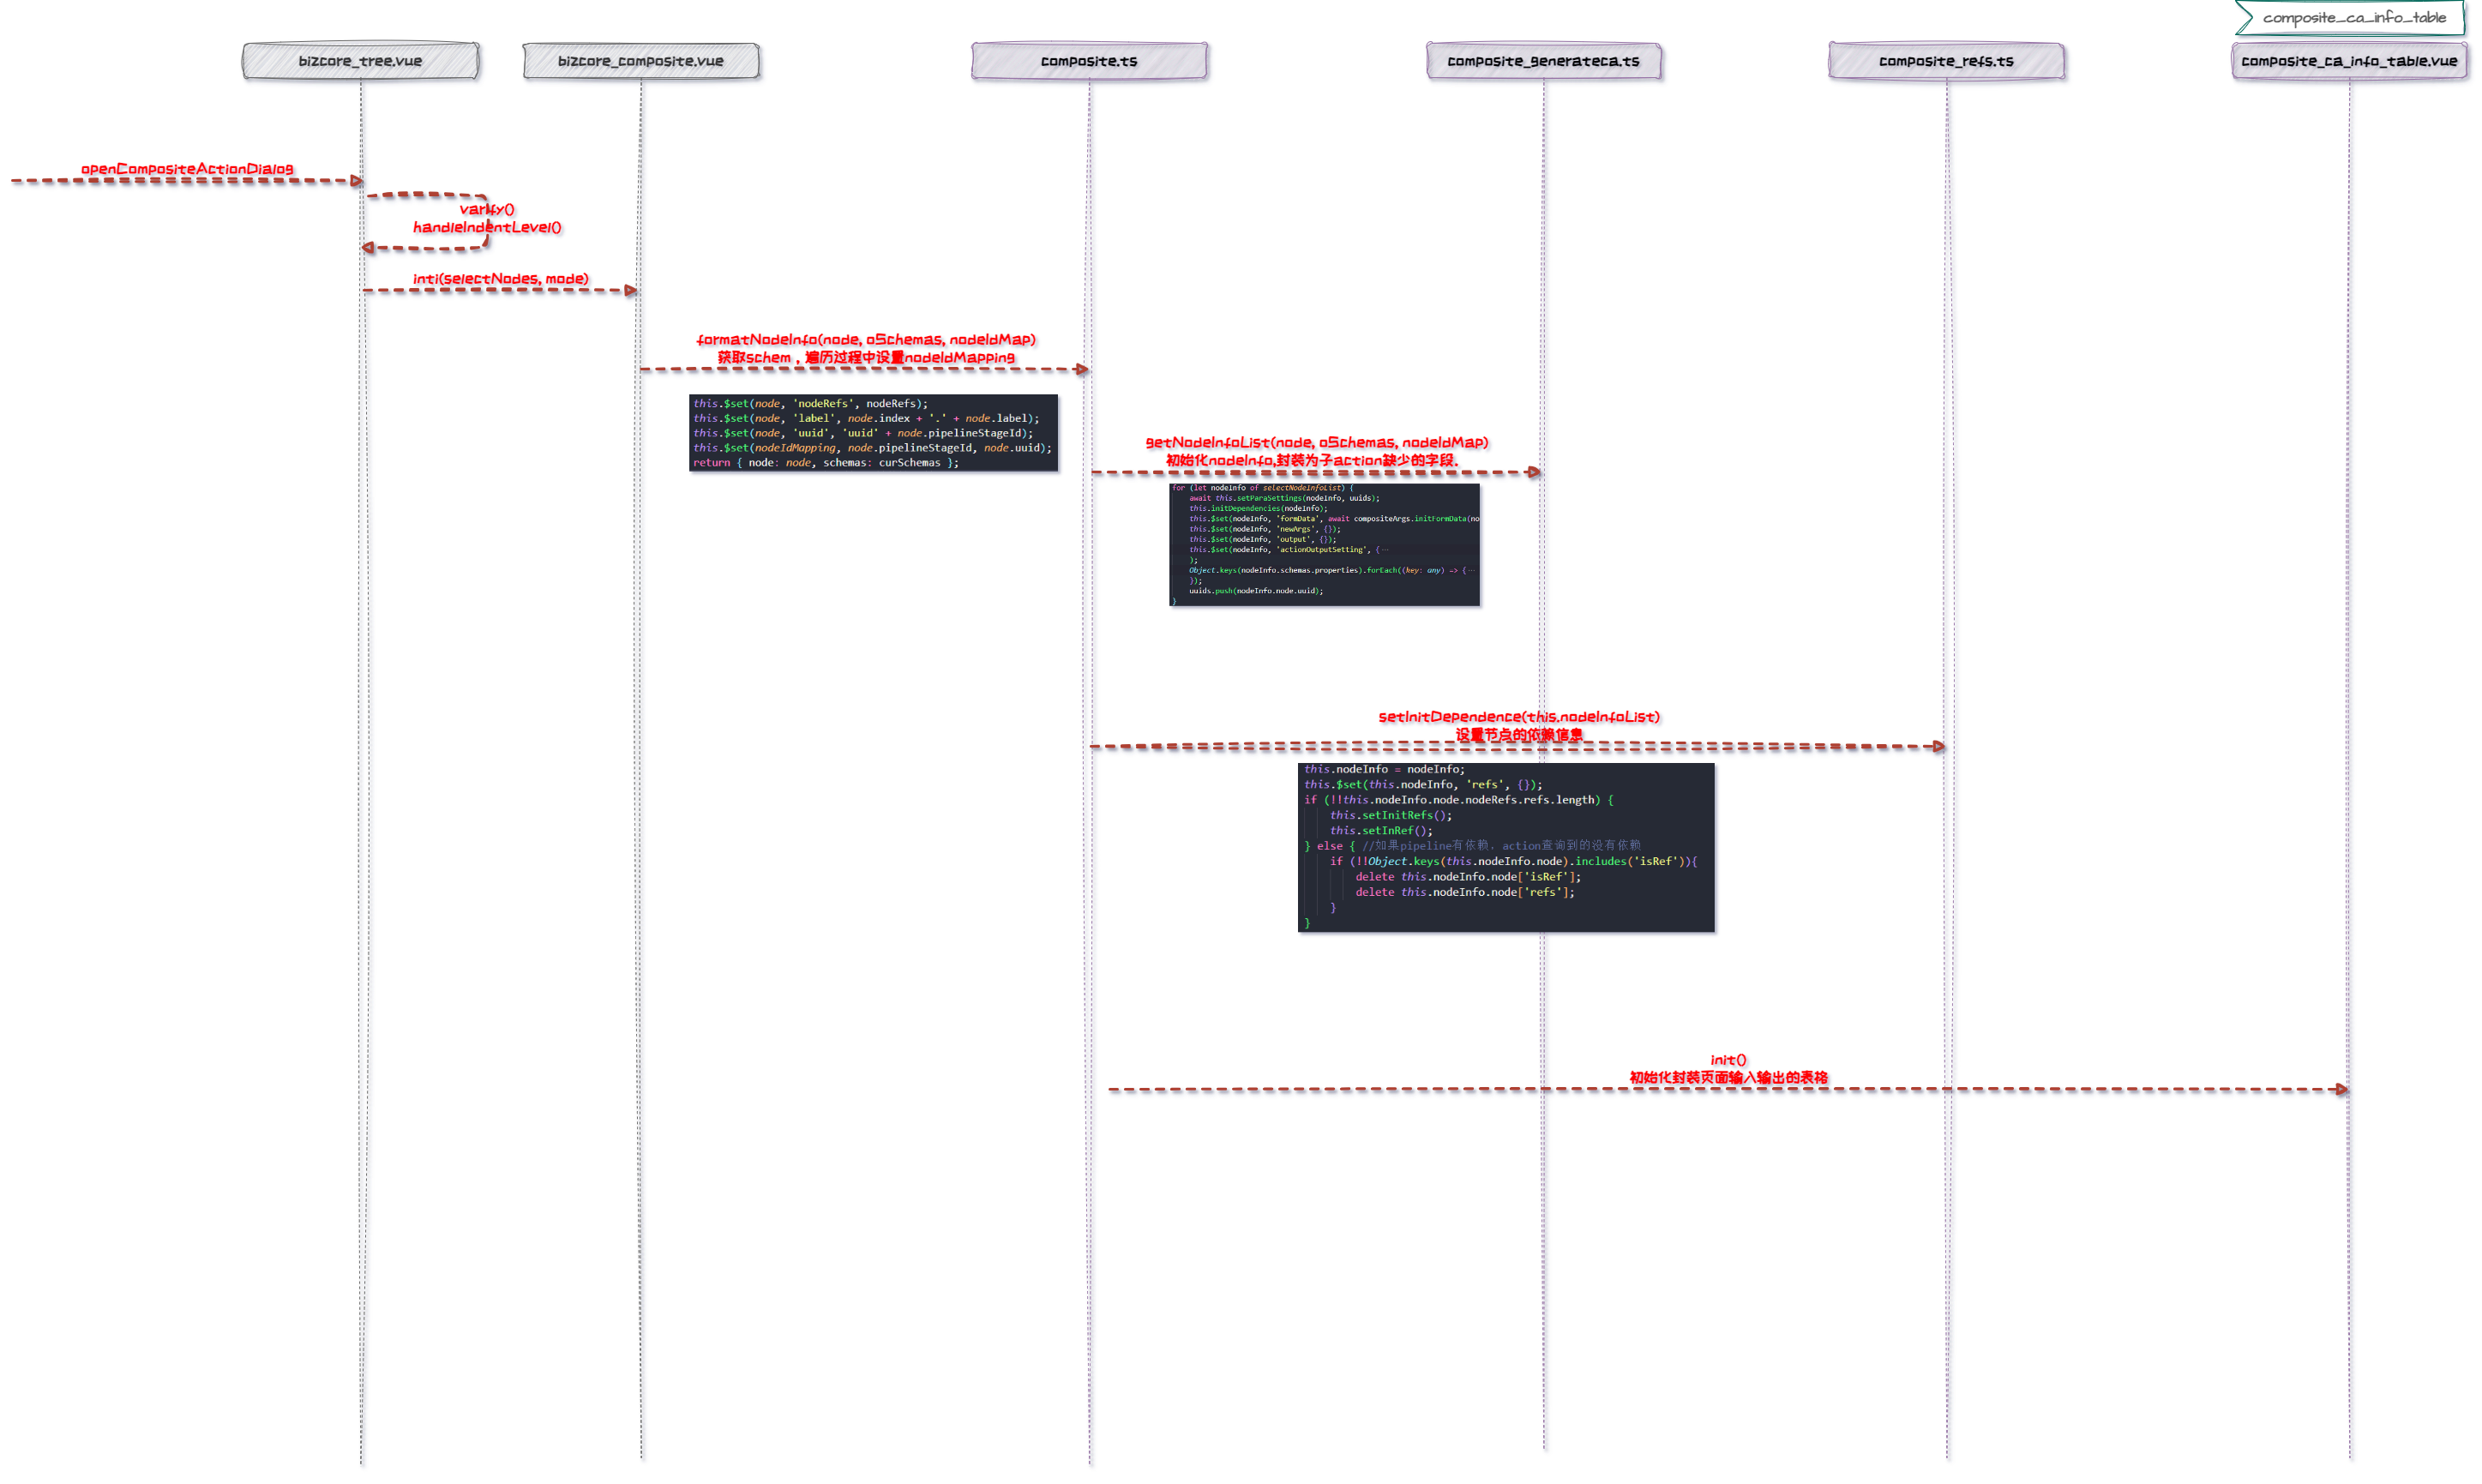 composite_ca_info_table
bizcore_tree.vue
bizcore_composite.vue
composite.ts
composite_generateca.ts
composite_refs.ts
composite_ca_info_table.vue
openCompositeActionDialog
varify()
handleIndentLevel()
inti(selectNodes, mode)
formatNodeInfo(node, oSchemas, nodeIdMap)
获取schem，遍历过程中设置nodeIdMapping
this.$set(node, 'nodeRefs', nodeRefs);
this.$set(node, 'label', node.index + '.' + node.label);
this.$set(node, 'uuid', 'uuid' + node.pipelineStageId);
this.$set(nodeIdMapping, node.pipelineStageId, node.uuid);
return { node: node, schemas: curSchemas };
getNodeInfoList(node, oSchemas, nodeIdMap)
初始化nodeInfo,封装为子action缺少的字段.
for (let nodeInfo of selectNodeInfoList) {
await this.setParaSettings(nodeInfo, uuids);
this.initDependencies(nodeInfo);
this.$set(nodeInfo, 'formData', await compositeArgs.initFormData(no
this.$set(nodeInfo, 'newArgs', {});
this.$set(nodeInfo, 'output', {});
this.$set(nodeInfo, 'actionOutputSetting', {···
);
Object.keys(nodeInfo.schemas.properties).forEach((key: any) => {···
});
uuids.push(nodeInfo.node.uuid);
}
setInitDependence(this.nodeInfoList)
设置节点的依赖信息
this.nodeInfo = nodeInfo;
this.$set(this.nodeInfo, 'refs', {});
if (!!this.nodeInfo.node.nodeRefs.refs.length) {
this.setInitRefs();
this.setInRef();
} else { //如果pipeline有依赖. action查询到的没有依赖
if (!!Object.keys(this.nodeInfo.node).includes('isRef')){
delete this.nodeInfo.node['isRef'];
delete this.nodeInfo.node['refs'];
}
}
init()
初始化封装页面输入输出的表格